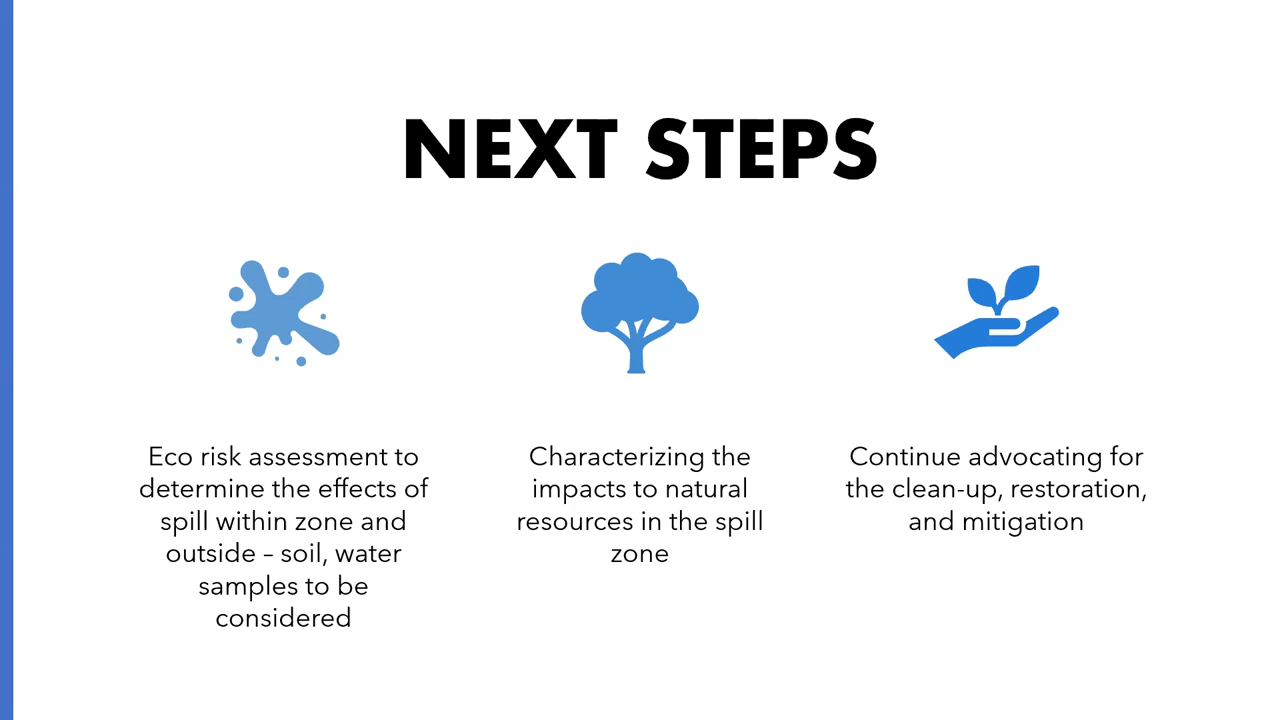 NEXT STEPS
Eco risk assessment to
determine the effects of
spill within zone and
outside – soil, water
samples to be
considered
Characterizing the
impacts to natural
resources in the spill
zone
Continue advocating for
the clean-up, restoration,
and mitigation